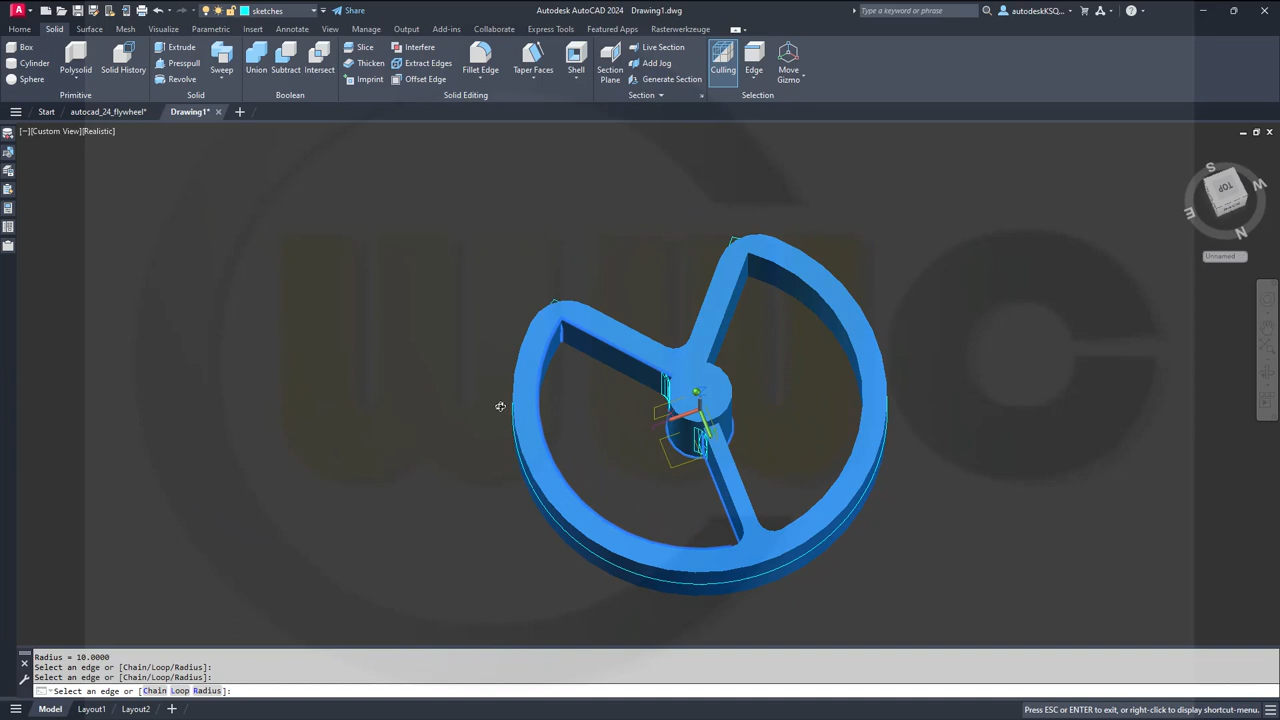 Share
Autodesk AutoCAD 2024 Drawing1.dwg
Type a keyword or phrase
autodeskKSQ...
sketches
Home Solid Surface Mesh Visualize Parametric Insert Annotate View Manage Output Add-ins Collaborate Express Tools Featured Apps Rasterwerkzeuge
Box
Cylinder
Sphere
Polysolid
Solid History
Extrude
Presspull
Revolve
Sweep
Union
Subtract
Intersect
Slice
Thicken
Imprint
Interfere
Extract Edges
Offset Edge
Fillet Edge
Taper Faces
Shell
Section Plane
Live Section
Add Jog
Generate Section
Culling
Edge
Move Gizmo
Primitive
Solid
Boolean
Solid Editing
Section
Selection
Start
autocad_24_flywheel*
Drawing1*
[−][Custom View][Realistic]
S
W
TOP
E
N
Unnamed
Radius = 10.0000
Select an edge or [Chain/Loop/Radius]:
Select an edge or [Chain/Loop/Radius]:
Select an edge or [Chain Loop Radius]:
Model Layout1 Layout2
Press ESC or ENTER to exit, or right-click to display shortcut-menu.